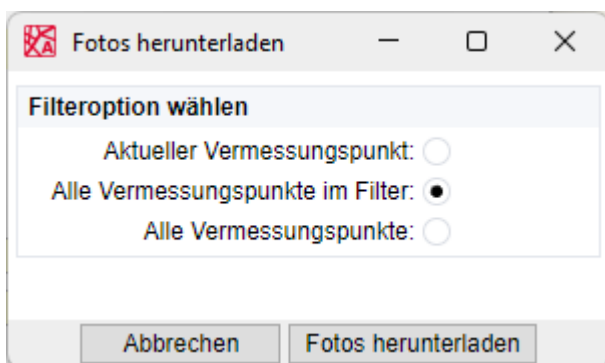 Fotos herunterladen
Filteroption wählen
Aktueller Vermessungspunkt:
Alle Vermessungspunkte im Filter:
Alle Vermessungspunkte:
Abbrechen Fotos herunterladen